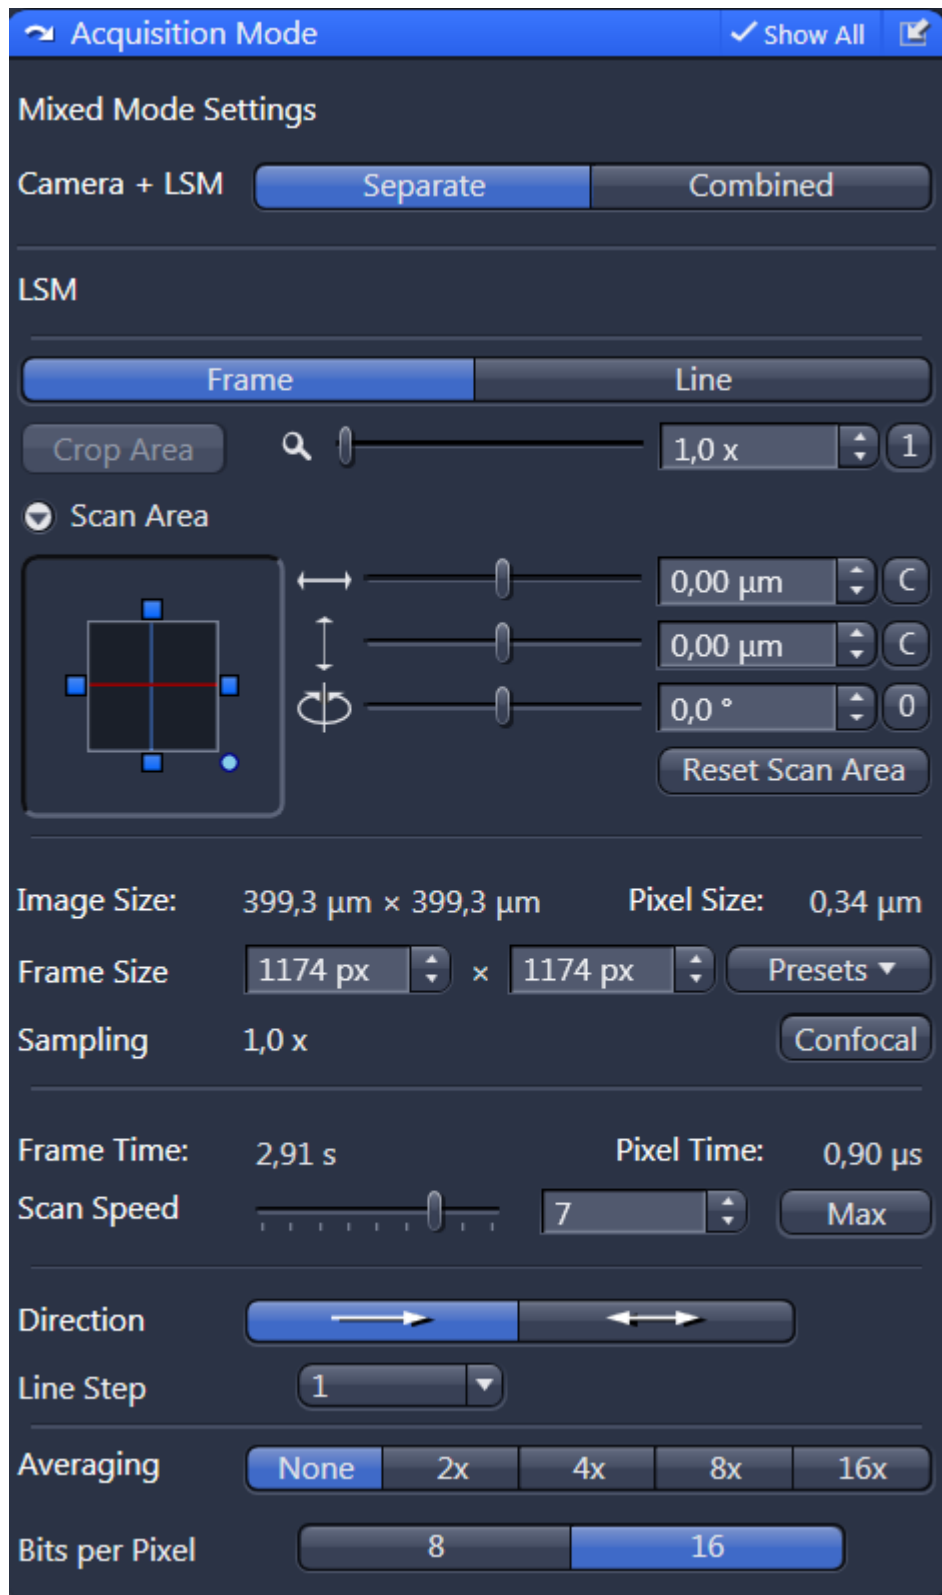 Acquisition Mode Show All
Mixed Mode Settings
Camera + LSM Separate Combined
LSM
Frame Line
Crop Area 1,0 x 1
Scan Area
0,00 µm C
0,00 µm C
0,0 ° 0
Reset Scan Area
Image Size: 399,3 µm × 399,3 µm Pixel Size: 0,34 µm
Frame Size 1174 px × 1174 px Presets
Sampling 1,0 x Confocal
Frame Time: 2,91 s Pixel Time: 0,90 µs
Scan Speed 7 Max
Direction
Line Step 1
Averaging None 2x 4x 8x 16x
Bits per Pixel 8 16